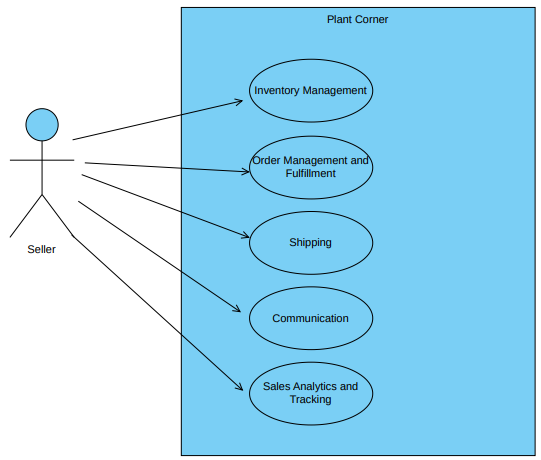 Plant Corner
Inventory Management
Order Management and
Fulfillment
Shipping
Seller
Communication
Sales Analytics and
Tracking